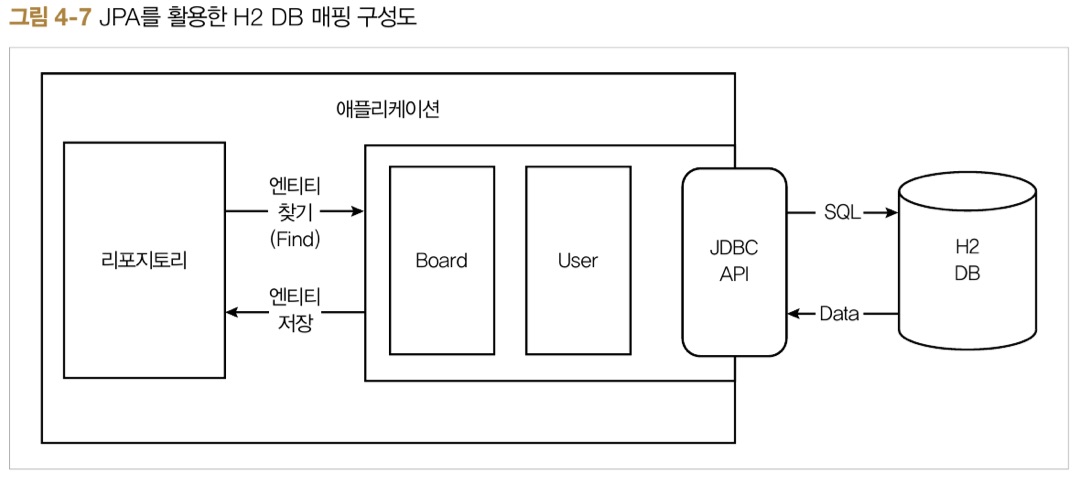 그림 4-7 JPA를 활용한 H2 DB 매핑 구성도
애플리케이션
리포지토리
엔티티
찾기
(Find)
엔티티
저장
Board
User
JDBC
API
SQL
Data
H2
DB